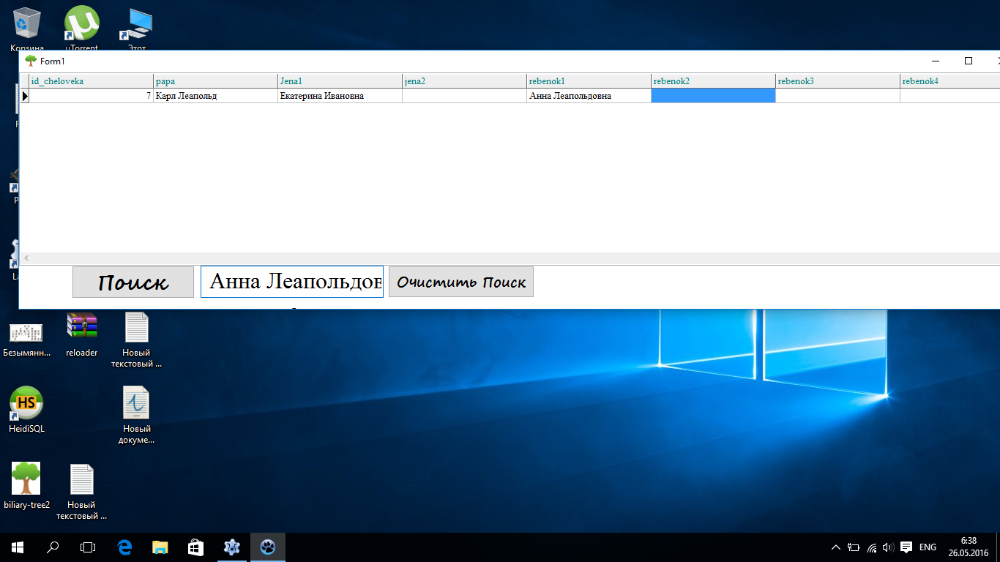 Корзина
uTorrent
Этот
Form1
id_cheloveka papa Jena1 jena2 rebenok1 rebenok2 rebenok3 rebenok4
7 Карл Леапольд Екатерина Ивановна Анна Леапольдовна
Поиск
Анна Леапольдов
Очистить Поиск
Безымянн...
reloader
Новый
текстовый ...
HS
HeidiSQL
Новый
докуме...
biliary-tree2
Новый
текстовый ...
ENG
6:38
26.05.2016